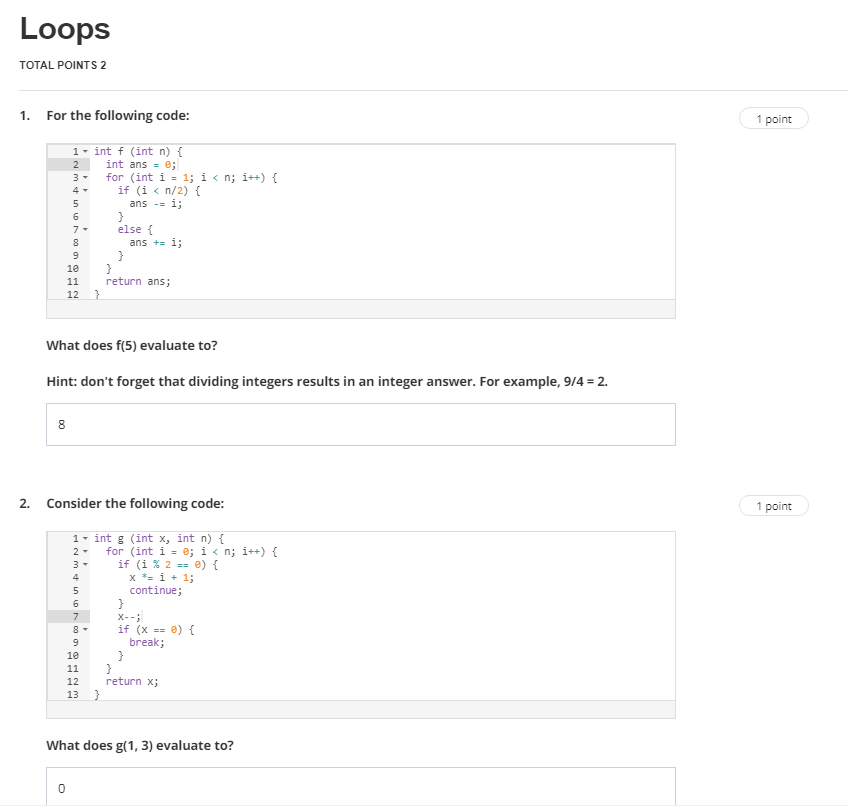 Loops
TOTAL POINTS 2
1. For the following code:
1 point
1 int f (int n) {
2 int ans = 0;
3 for (int i = 1; i < n; i++) {
4 if (i < n/2) {
5 ans -= i;
6 }
7 else {
8 ans += i;
9 }
10 }
11 return ans;
12 }
What does f(5) evaluate to?
Hint: don't forget that dividing integers results in an integer answer. For example, 9/4 = 2.
8
2. Consider the following code:
1 point
1 int g (int x, int n) {
2 for (int i = 0; i < n; i++) {
3 if (i % 2 == 0) {
4 x *= i + 1;
5 continue;
6 }
7 x--;
8 if (x == 0) {
9 break;
10 }
11 }
12 return x;
13 }
What does g(1, 3) evaluate to?
0